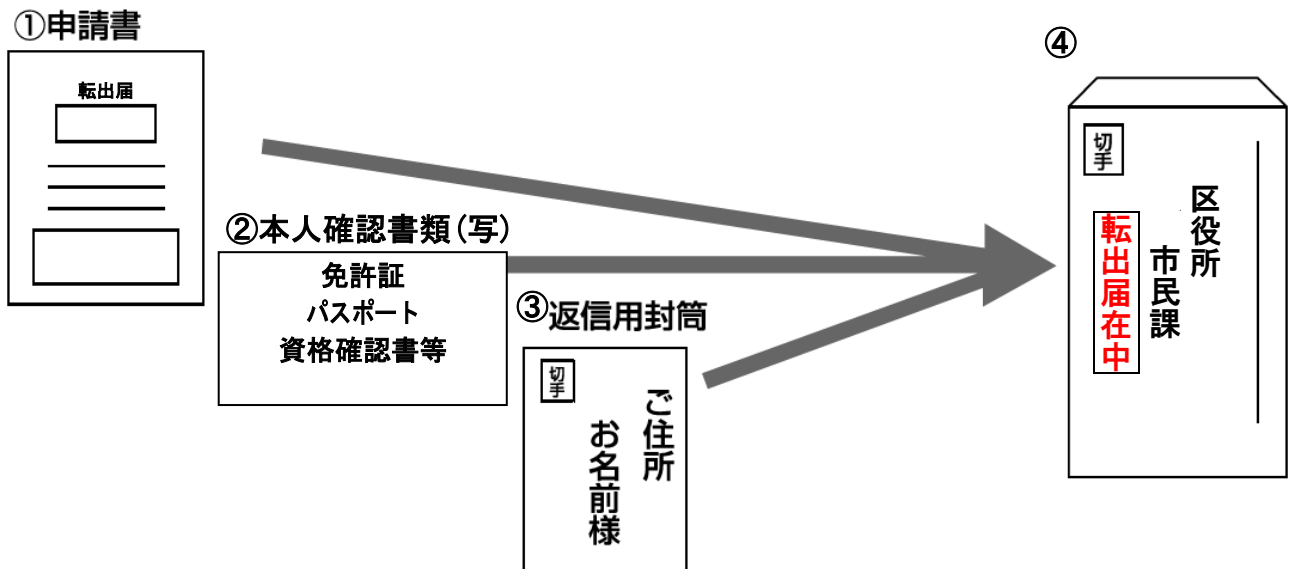 ①申請書
転出届
②本人確認書類(写)
免許証
パスポート
資格確認書等
③返信用封筒
切手
ご住所
お名前様
④
切手
区役所
市民課
転出届在中